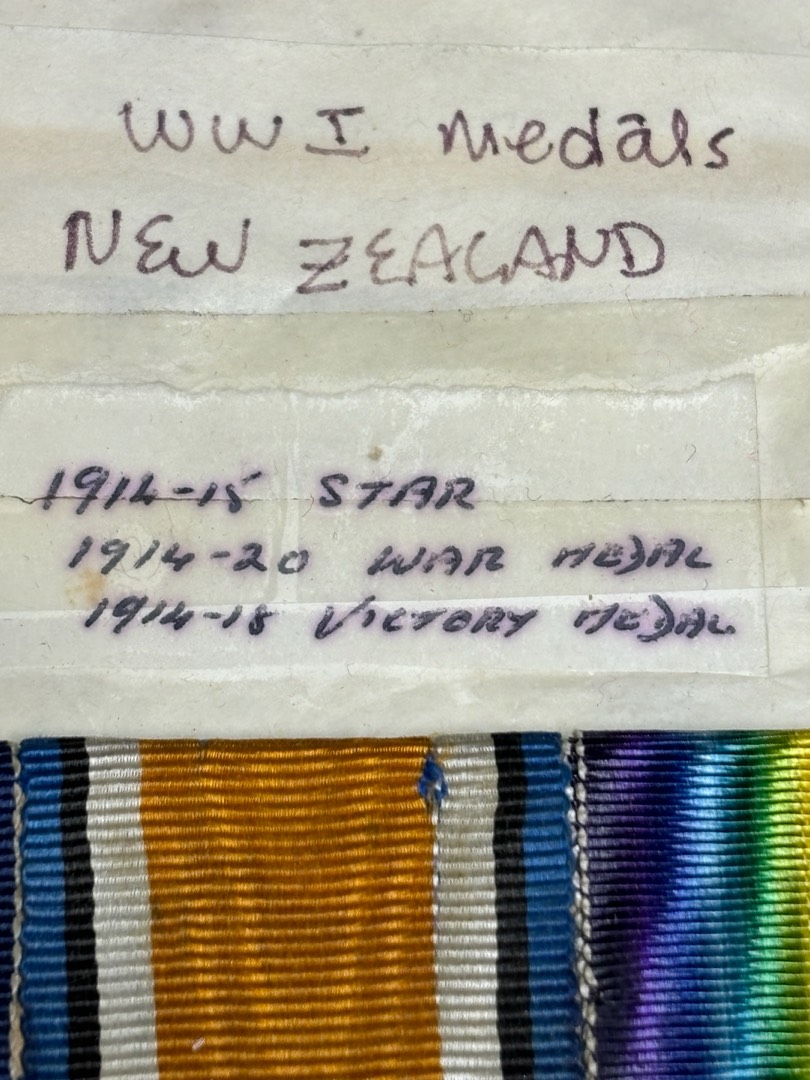 WW I Medals
NEW ZEALAND
1914-15 STAR
1914-20 WAR MEDAL
1914-18 VICTORY MEDAL